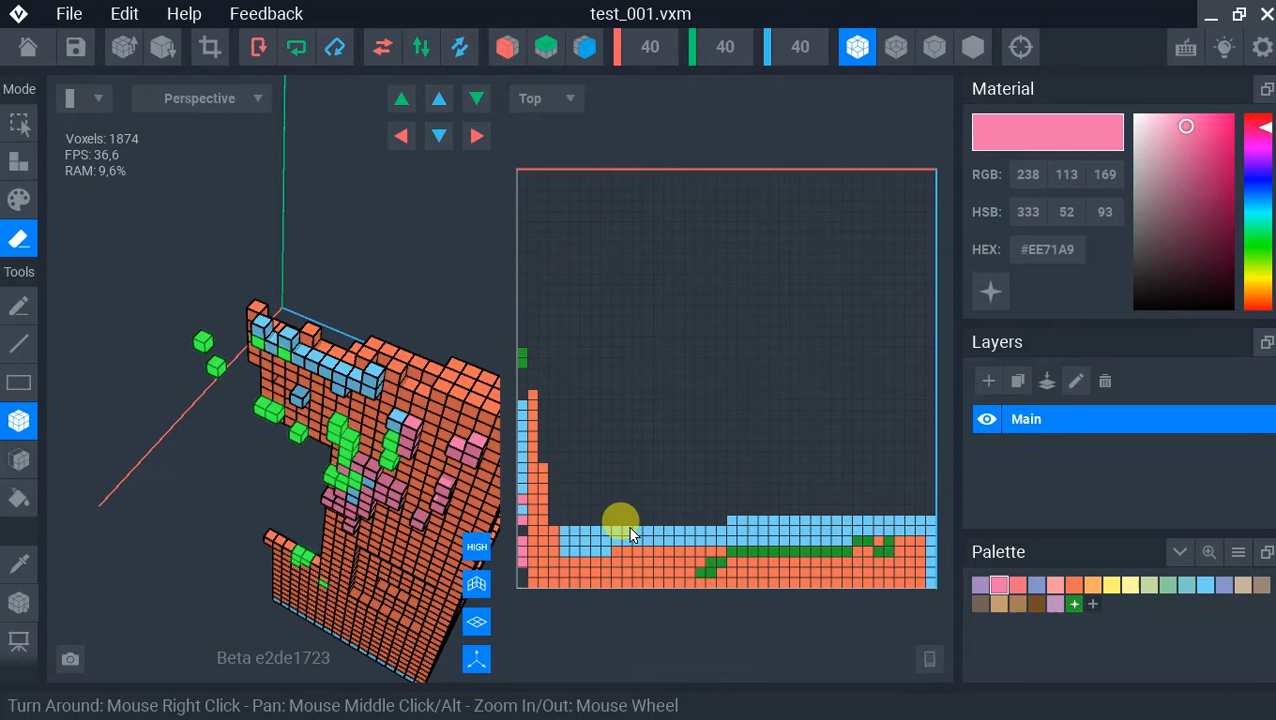 File Edit Help Feedback test_001.vxm
40 40 40
Mode
Perspective Top
Voxels: 1874
FPS: 36,6
RAM: 9,6%
Tools
HIGH
Beta e2de1723
Material
RGB: 238 113 169
HSB: 333 52 93
HEX: #EE71A9
Layers
Main
Palette
Turn Around: Mouse Right Click - Pan: Mouse Middle Click/Alt - Zoom In/Out: Mouse Wheel